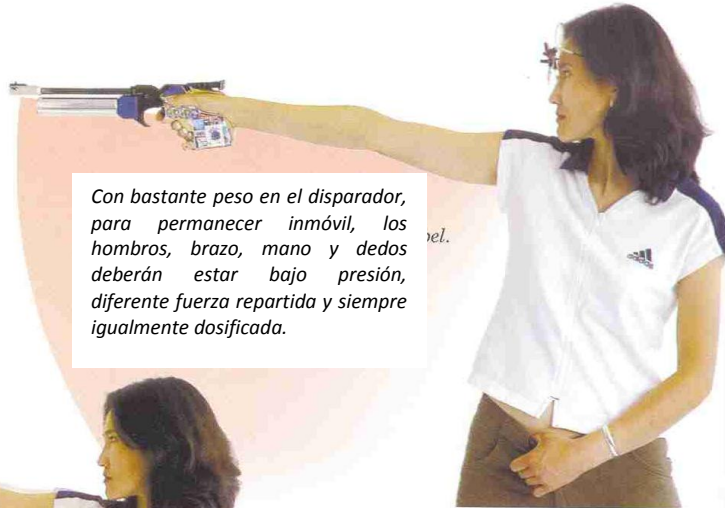 Con bastante peso en el disparador,
para permanecer inmóvil, los
hombros, brazo, mano y dedos
deberán estar bajo presión,
diferente fuerza repartida y siempre
igualmente dosificada.
adidas